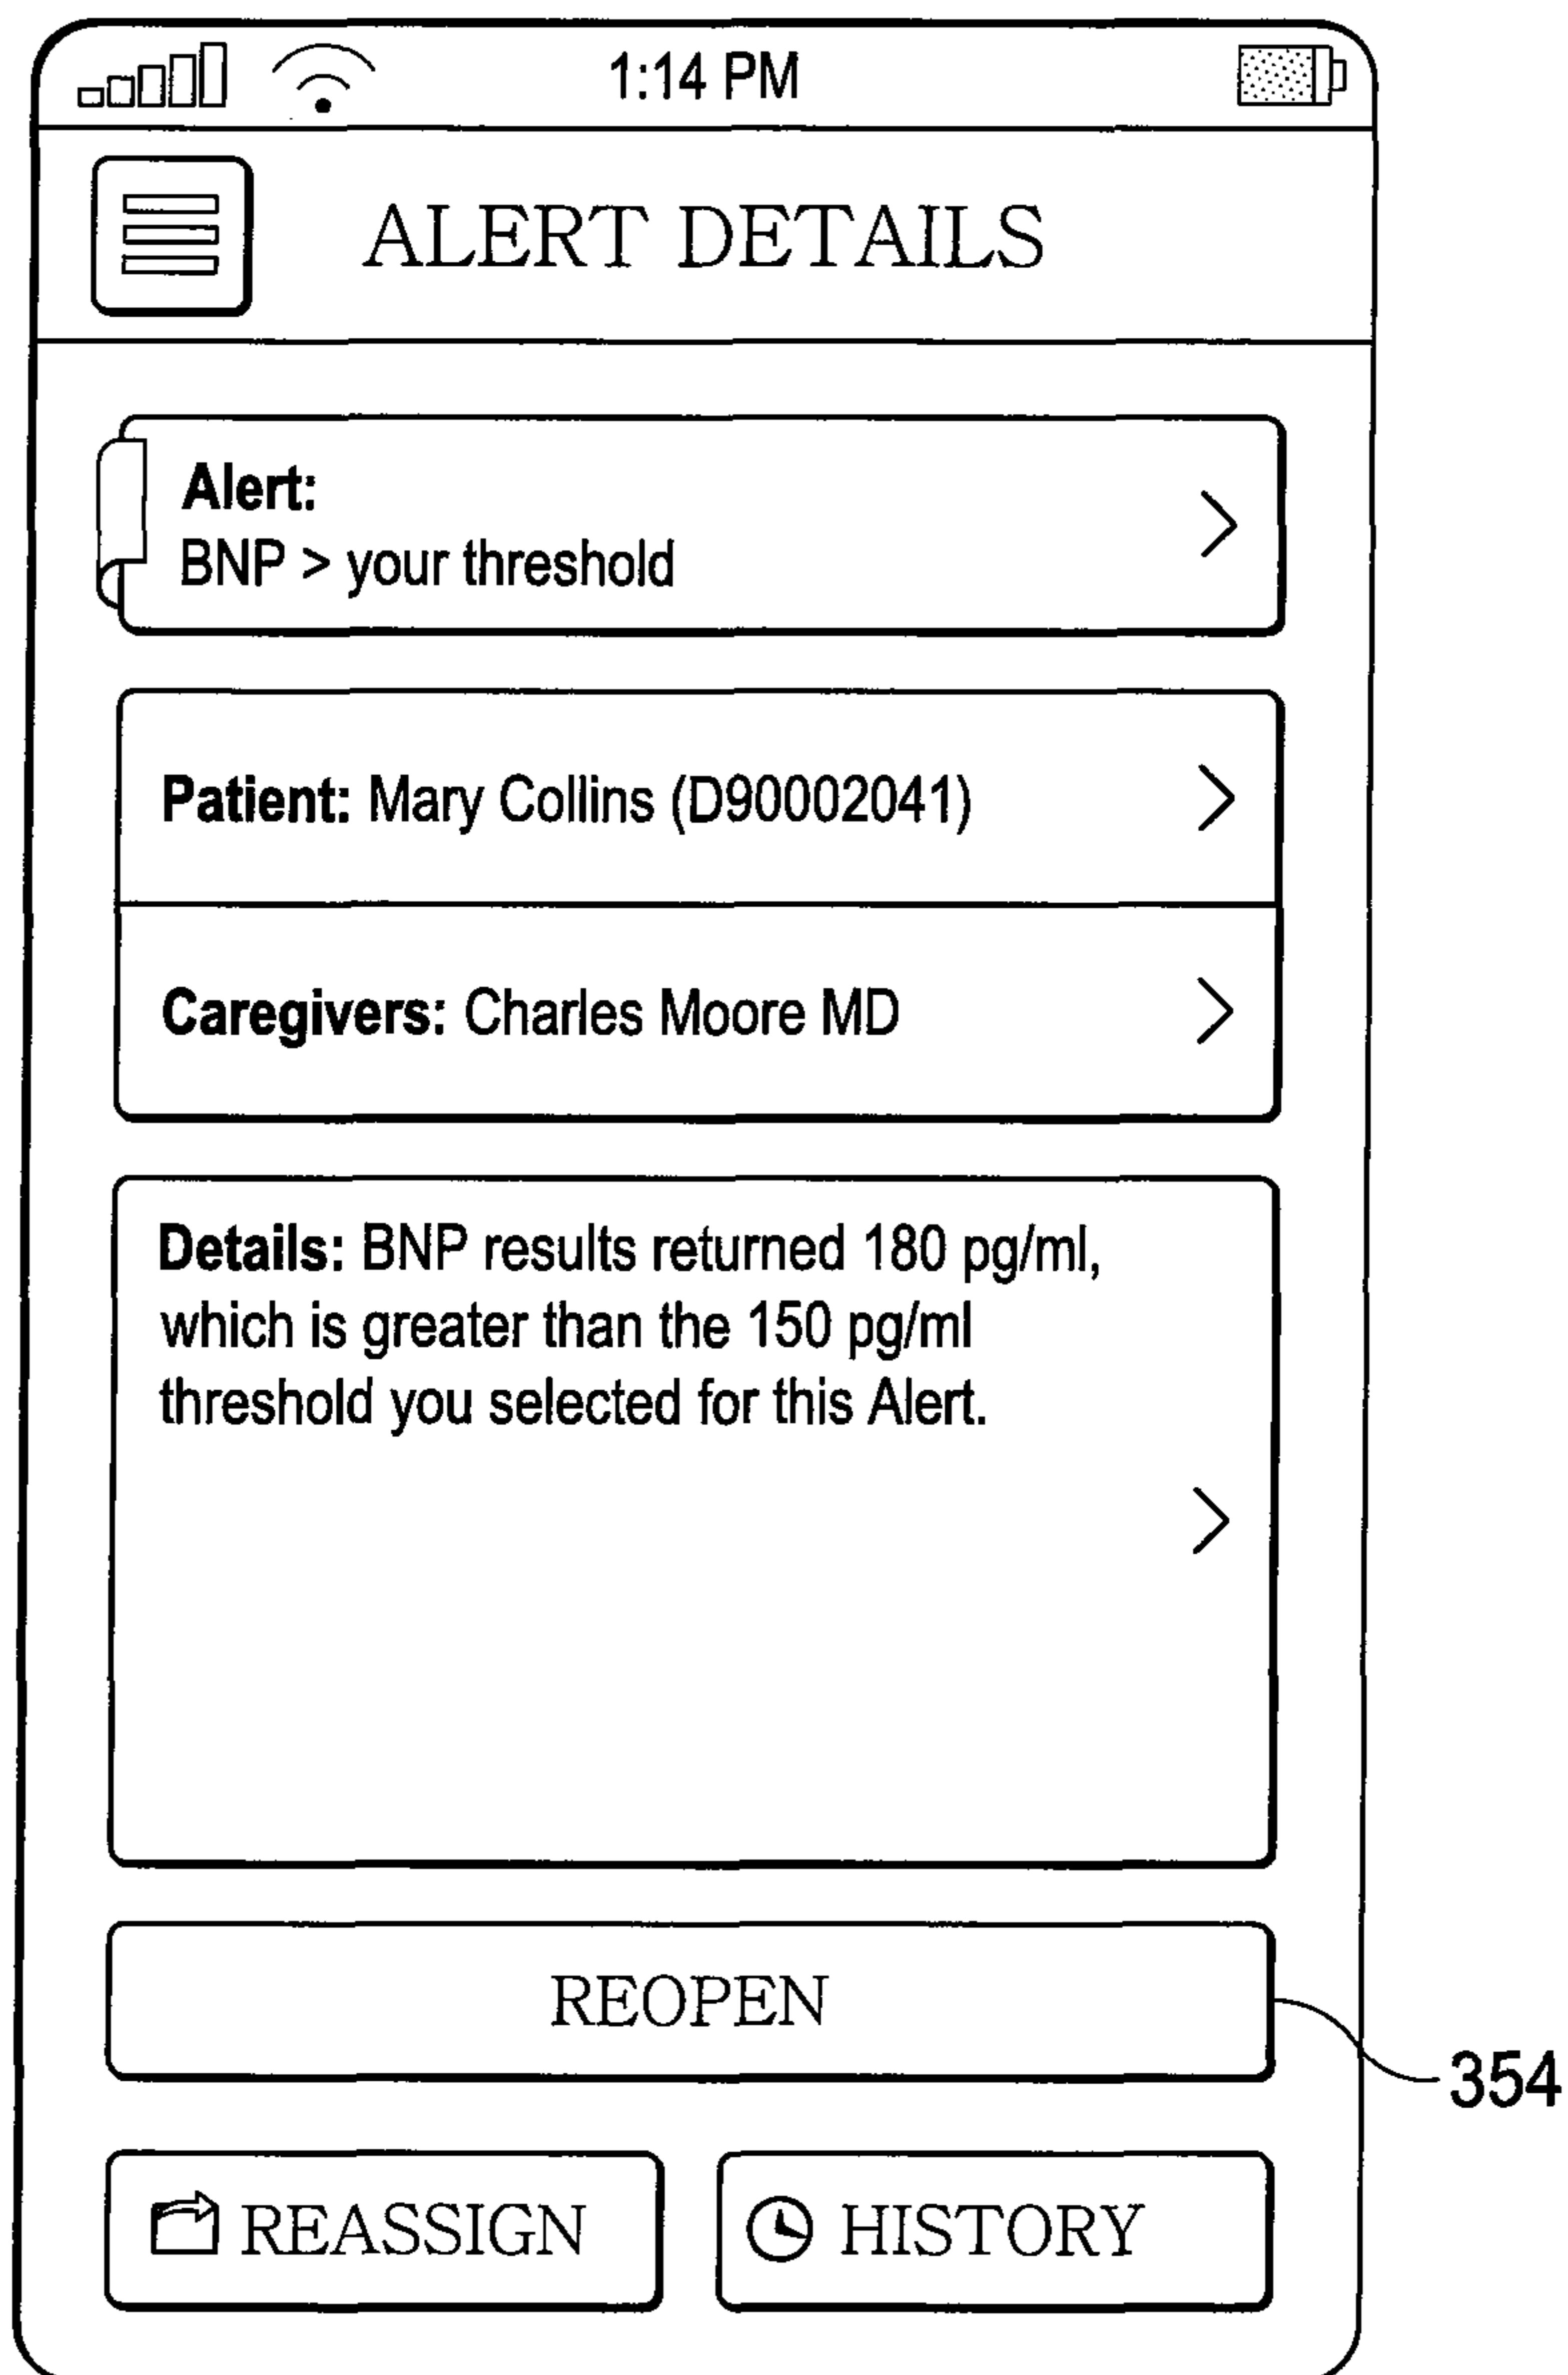 1:14 PM
ALERT DETAILS
Alert:
BNP > your threshold
Patient: Mary Collins (D90002041)
Caregivers: Charles Moore MD
Details: BNP results returned 180 pg/ml,
which is greater than the 150 pg/ml
threshold you selected for this Alert.
REOPEN
354
REASSIGN
HISTORY